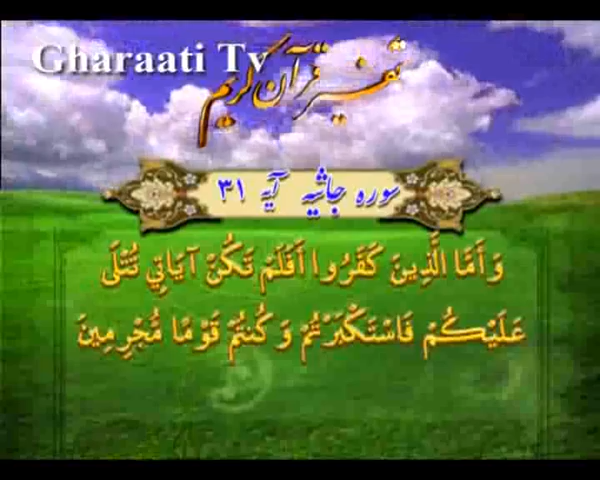 Gharaati Tv
تفسیر قرآن کریم
سوره جاثیه آیه ۳۱
وَأَمَّا الَّذِينَ كَفَرُوا أَفَلَمْ تَكُنْ آيَاتِي تُتْلَى
عَلَيْكُمْ فَاسْتَكْبَرْتُمْ وَكُنْتُمْ قَوْمًا مُجْرِمِينَ